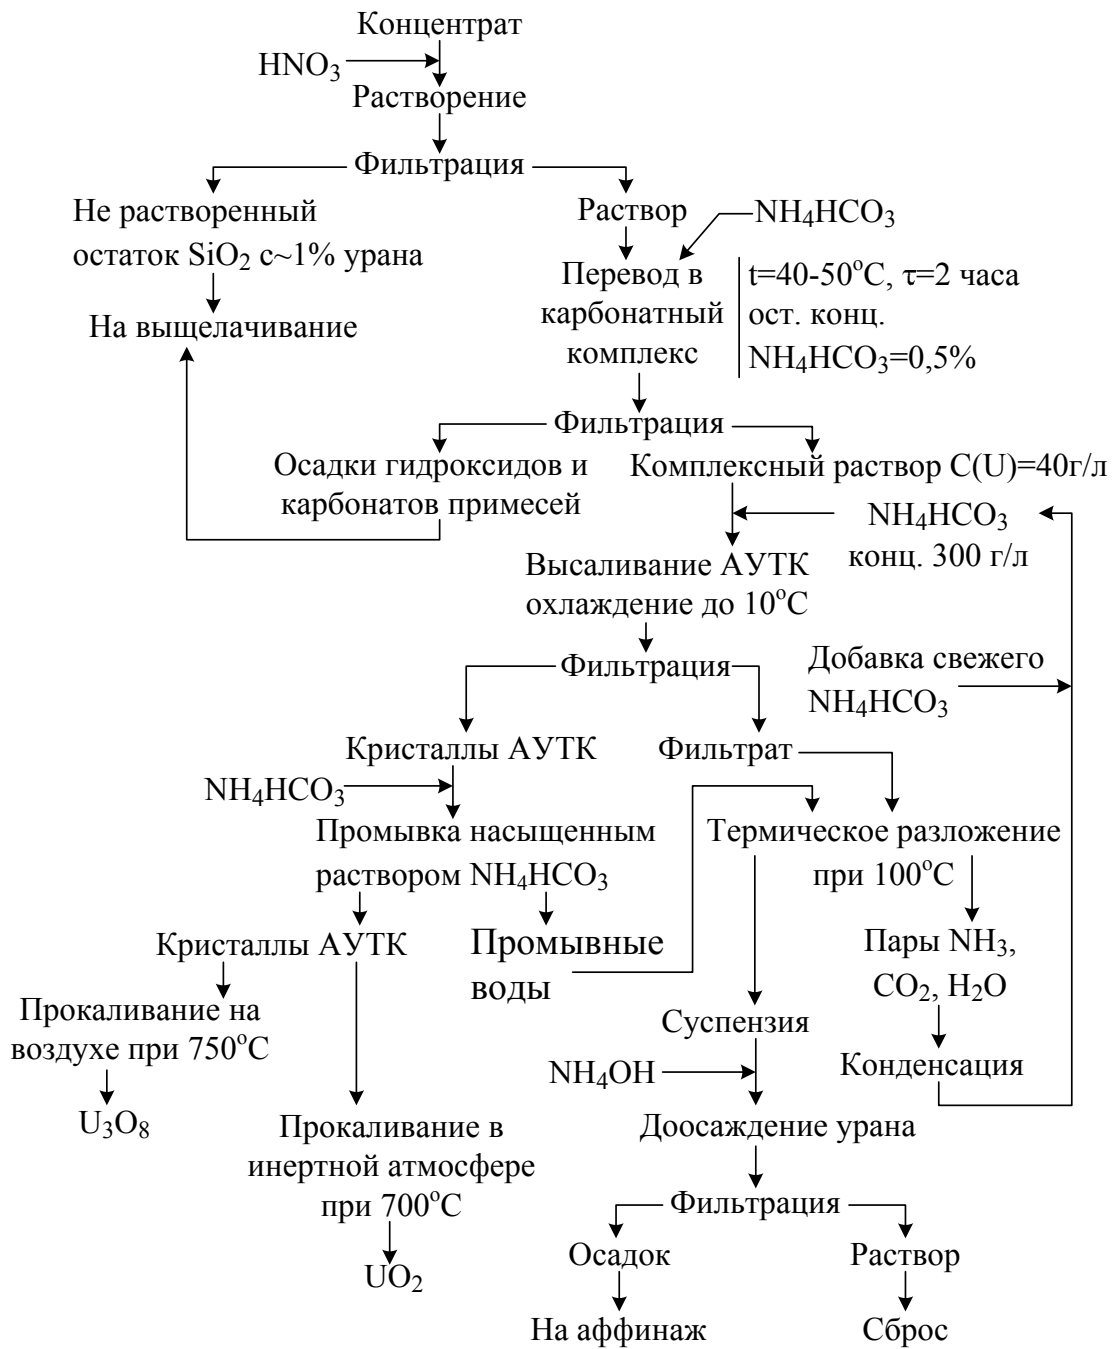 Концентрат
HNO3
Растворение
Фильтрация
Не растворенный
остаток SiO2 с~1% урана
На выщелачивание
Раствор
NH4HCO3
Перевод в
карбонатный
комплекс
t=40-50°C, τ=2 часа
ост. конц.
NH4HCO3=0,5%
Фильтрация
Осадки гидроксидов и
карбонатов примесей
Комплексный раствор C(U)=40г/л
NH4HCO3
конц. 300 г/л
Высаливание АУТК
охлаждение до 10°C
Фильтрация
Добавка свежего
NH4HCO3
Кристаллы АУТК
Фильтрат
NH4HCO3
Промывка насыщенным
раствором NH4HCO3
Термическое разложение
при 100°C
Кристаллы АУТК
Промывные
воды
Пары NH3,
CO2, H2O
Прокаливание на
воздухе при 750°C
U3O8
Суспензия
NH4OH
Конденсация
Прокаливание в
инертной атмосфере
при 700°C
UO2
Доосаждение урана
Фильтрация
Осадок
Раствор
На аффинаж
Сброс